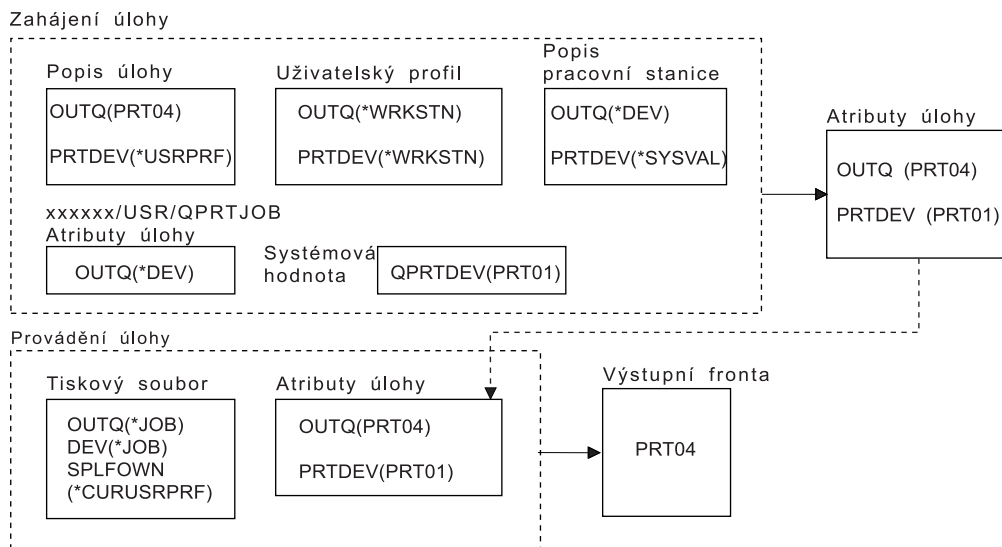 Zahájení úlohy
Popis úlohy
OUTQ(PRT04)
PRTDEV(*USRPRF)
Uživatelský profil
OUTQ(*WRKSTN)
PRTDEV(*WRKSTN)
Popis
pracovní stanice
OUTQ(*DEV)
PRTDEV(*SYSVAL)
Atributy úlohy
OUTQ (PRT04)
PRTDEV (PRT01)
xxxxxx/USR/QPRTJOB
Atributy úlohy
OUTQ(*DEV)
Systémová
hodnota
QPRTDEV(PRT01)
Provádění úlohy
Tiskový soubor
OUTQ(*JOB)
DEV(*JOB)
SPLFOWN
(*CURUSRPRF)
Atributy úlohy
OUTQ(PRT04)
PRTDEV(PRT01)
Výstupní fronta
PRT04